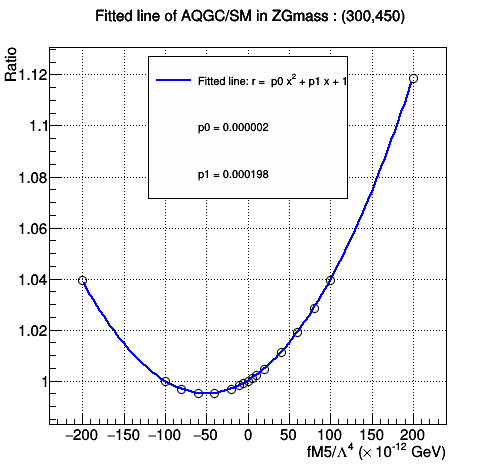 Fitted line of AQGC/SM in ZGmass : (300,450)
Ratio
Fitted line: r = p0 x² + p1 x + 1
p0 = 0.000002
p1 = 0.000198
1.12
1.1
1.08
1.06
1.04
1.02
1
−200 −150 −100 −50 0 50 100 150 200
fM5/Λ⁴ (× 10⁻¹² GeV)